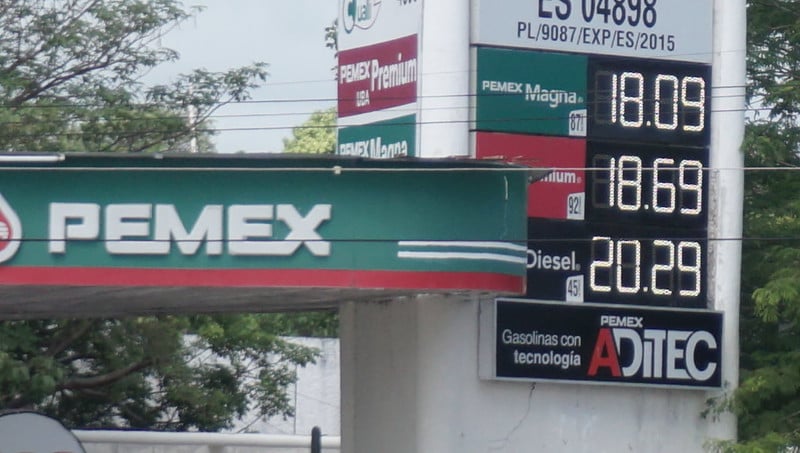 ES 04898
PL/9087/EXP/ES/2015
PEMEX Premium
UBA
PEMEX Magna
PEMEX Magna
87
18.09
mium
92
18.69
Diesel
45
20.29
PEMEX
Gasolinas con
tecnología
PEMEX
ADiTEC